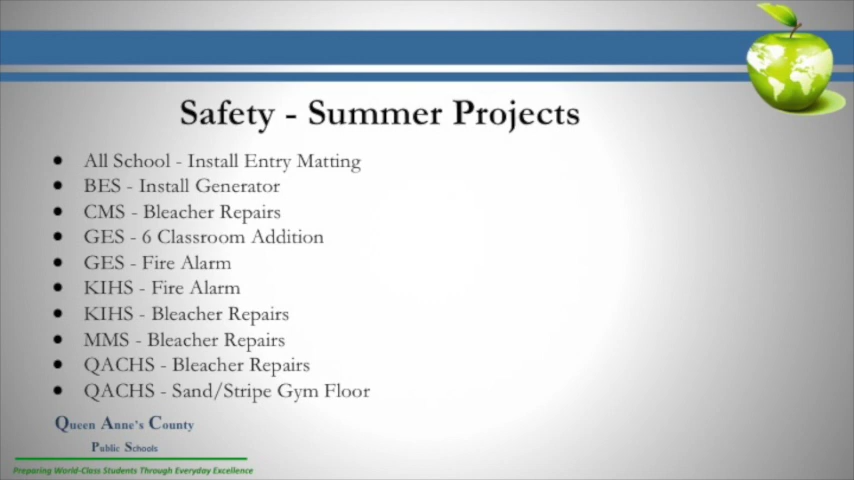 Safety - Summer Projects
● All School - Install Entry Matting
● BES - Install Generator
● CMS - Bleacher Repairs
● GES - 6 Classroom Addition
● GES - Fire Alarm
● KIHS - Fire Alarm
● KIHS - Bleacher Repairs
● MMS - Bleacher Repairs
● QACHS - Bleacher Repairs
● QACHS - Sand/Stripe Gym Floor
Queen Anne's County
Public Schools
Preparing World-Class Students Through Everyday Excellence